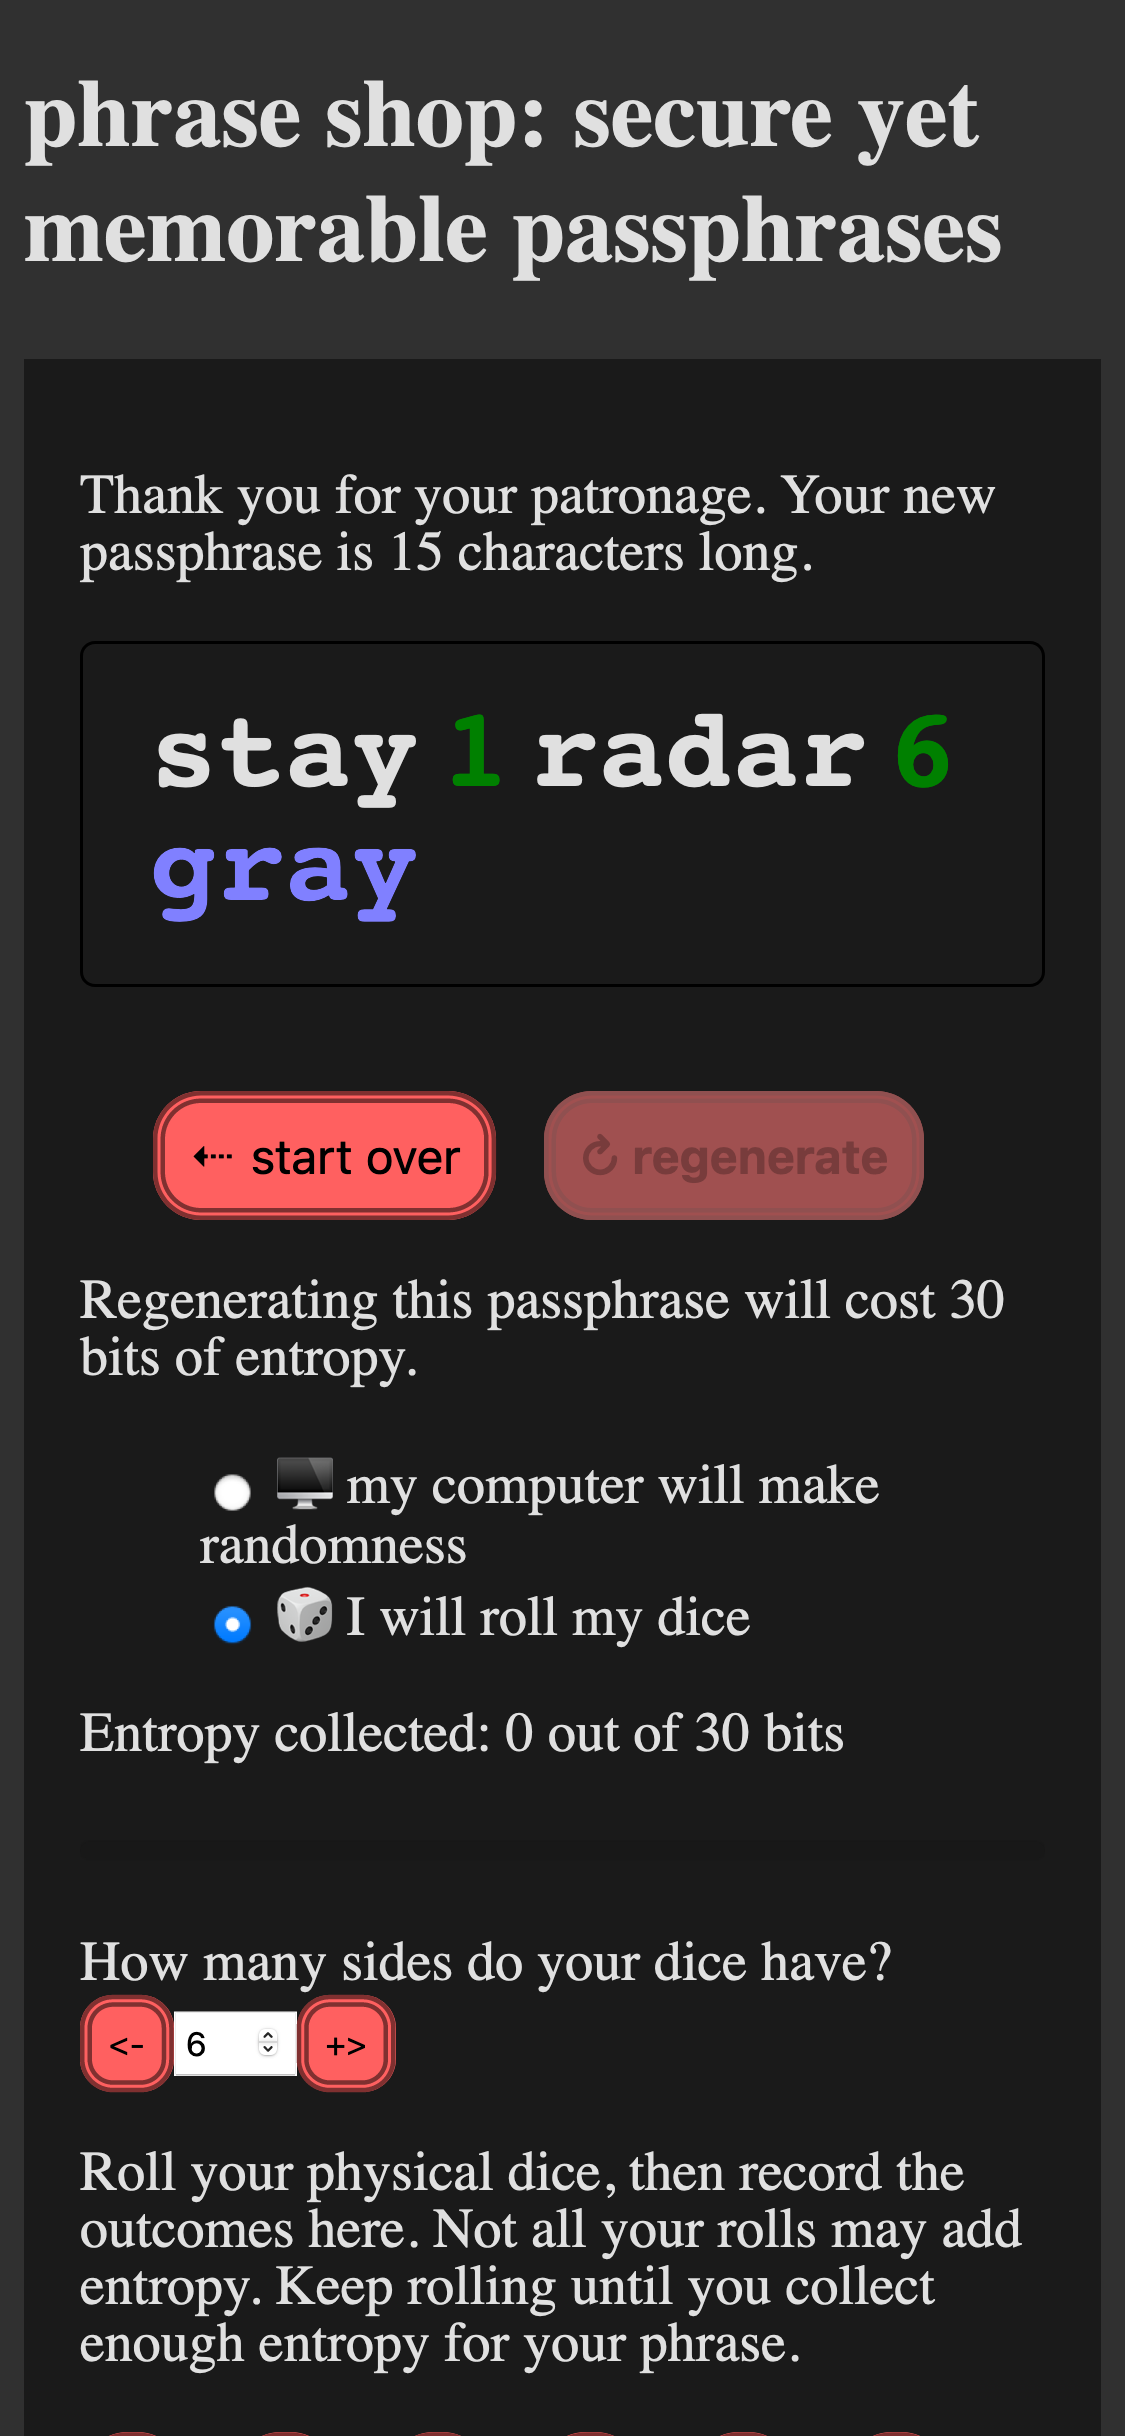 phrase shop: secure yet
memorable passphrases
Thank you for your patronage. Your new
passphrase is 15 characters long.
stay 1 radar 6
gray
⇠ start over
↻ regenerate
Regenerating this passphrase will cost 30
bits of entropy.
🖥️ my computer will make
randomness
🎲 I will roll my dice
Entropy collected: 0 out of 30 bits
How many sides do your dice have?
<- 6 +>
Roll your physical dice, then record the
outcomes here. Not all your rolls may add
entropy. Keep rolling until you collect
enough entropy for your phrase.